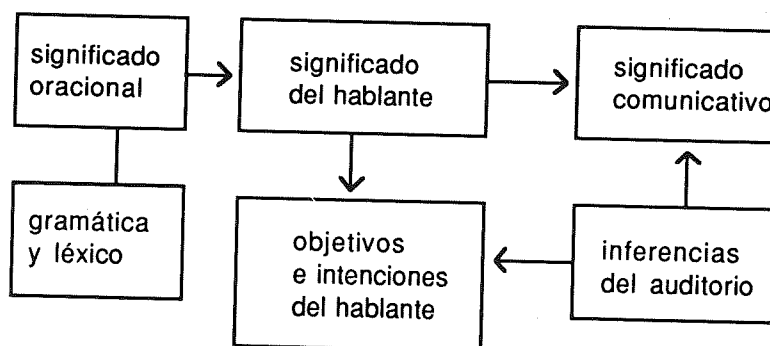 significado
oracional
significado
del hablante
significado
comunicativo
gramática
y léxico
objetivos
e intenciones
del hablante
inferencias
del auditorio